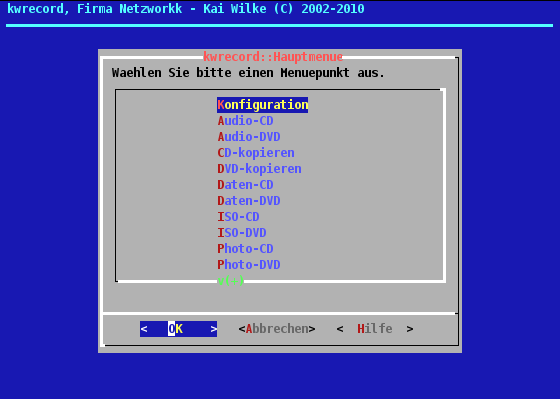 kwrecord, Firma Netzworkk - Kai Wilke (C) 2002-2010
kwrecord::Hauptmenue
Waehlen Sie bitte einen Menuepunkt aus.
Konfiguration
Audio-CD
Audio-DVD
CD-kopieren
DVD-kopieren
Daten-CD
Daten-DVD
ISO-CD
ISO-DVD
Photo-CD
Photo-DVD
< OK > <Abbrechen> < Hilfe >